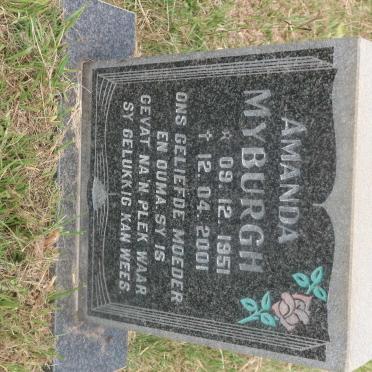 AMANDA
MYBURGH
☆ 09.12.1951
✝ 12.04.2001
ONS GELIEFDE MOEDER
EN OUMA. SY IS
GEVAT NA 'N PLEK WAAR
SY GELUKKIG KAN WEES